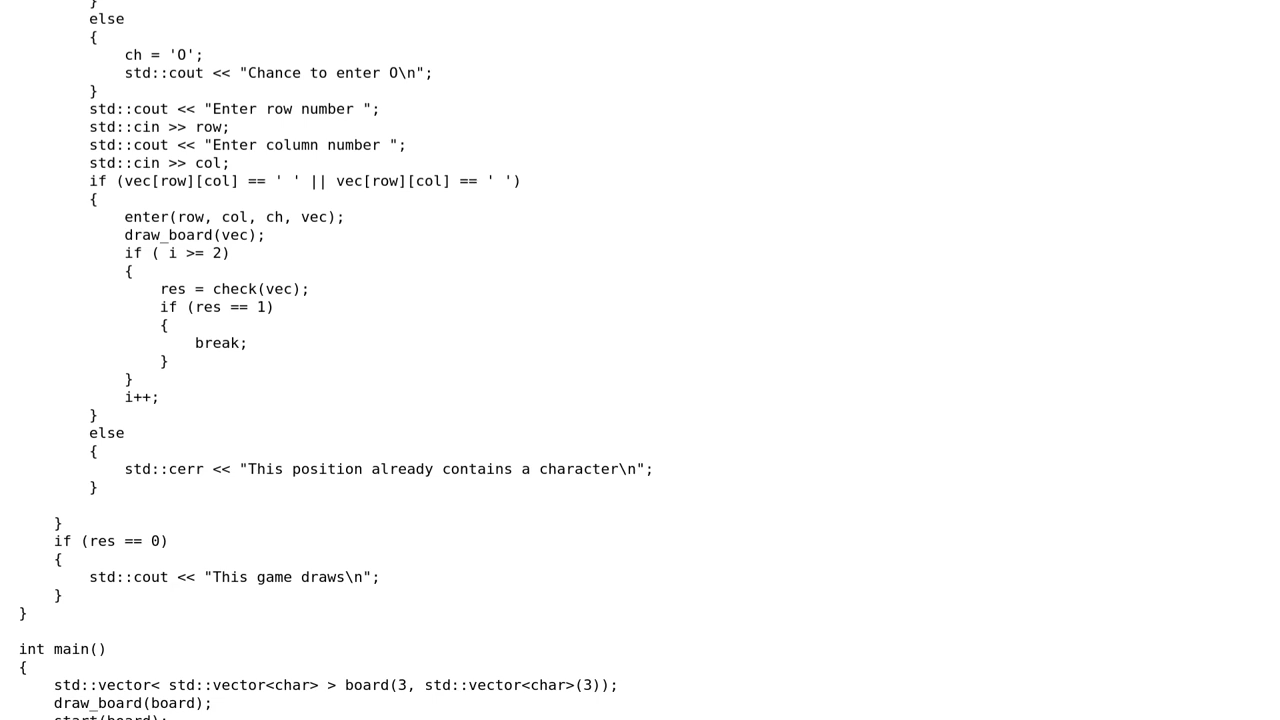 }
else
{
ch = 'O';
std::cout << "Chance to enter O\n";
}
std::cout << "Enter row number ";
std::cin >> row;
std::cout << "Enter column number ";
std::cin >> col;
if (vec[row][col] == ' ' || vec[row][col] == ' ')
{
enter(row, col, ch, vec);
draw_board(vec);
if ( i >= 2)
{
res = check(vec);
if (res == 1)
{
break;
}
}
i++;
}
else
{
std::cerr << "This position already contains a character\n";
}
}
if (res == 0)
{
std::cout << "This game draws\n";
}
}
int main()
{
std::vector< std::vector<char> > board(3, std::vector<char>(3));
draw_board(board);
start(board);